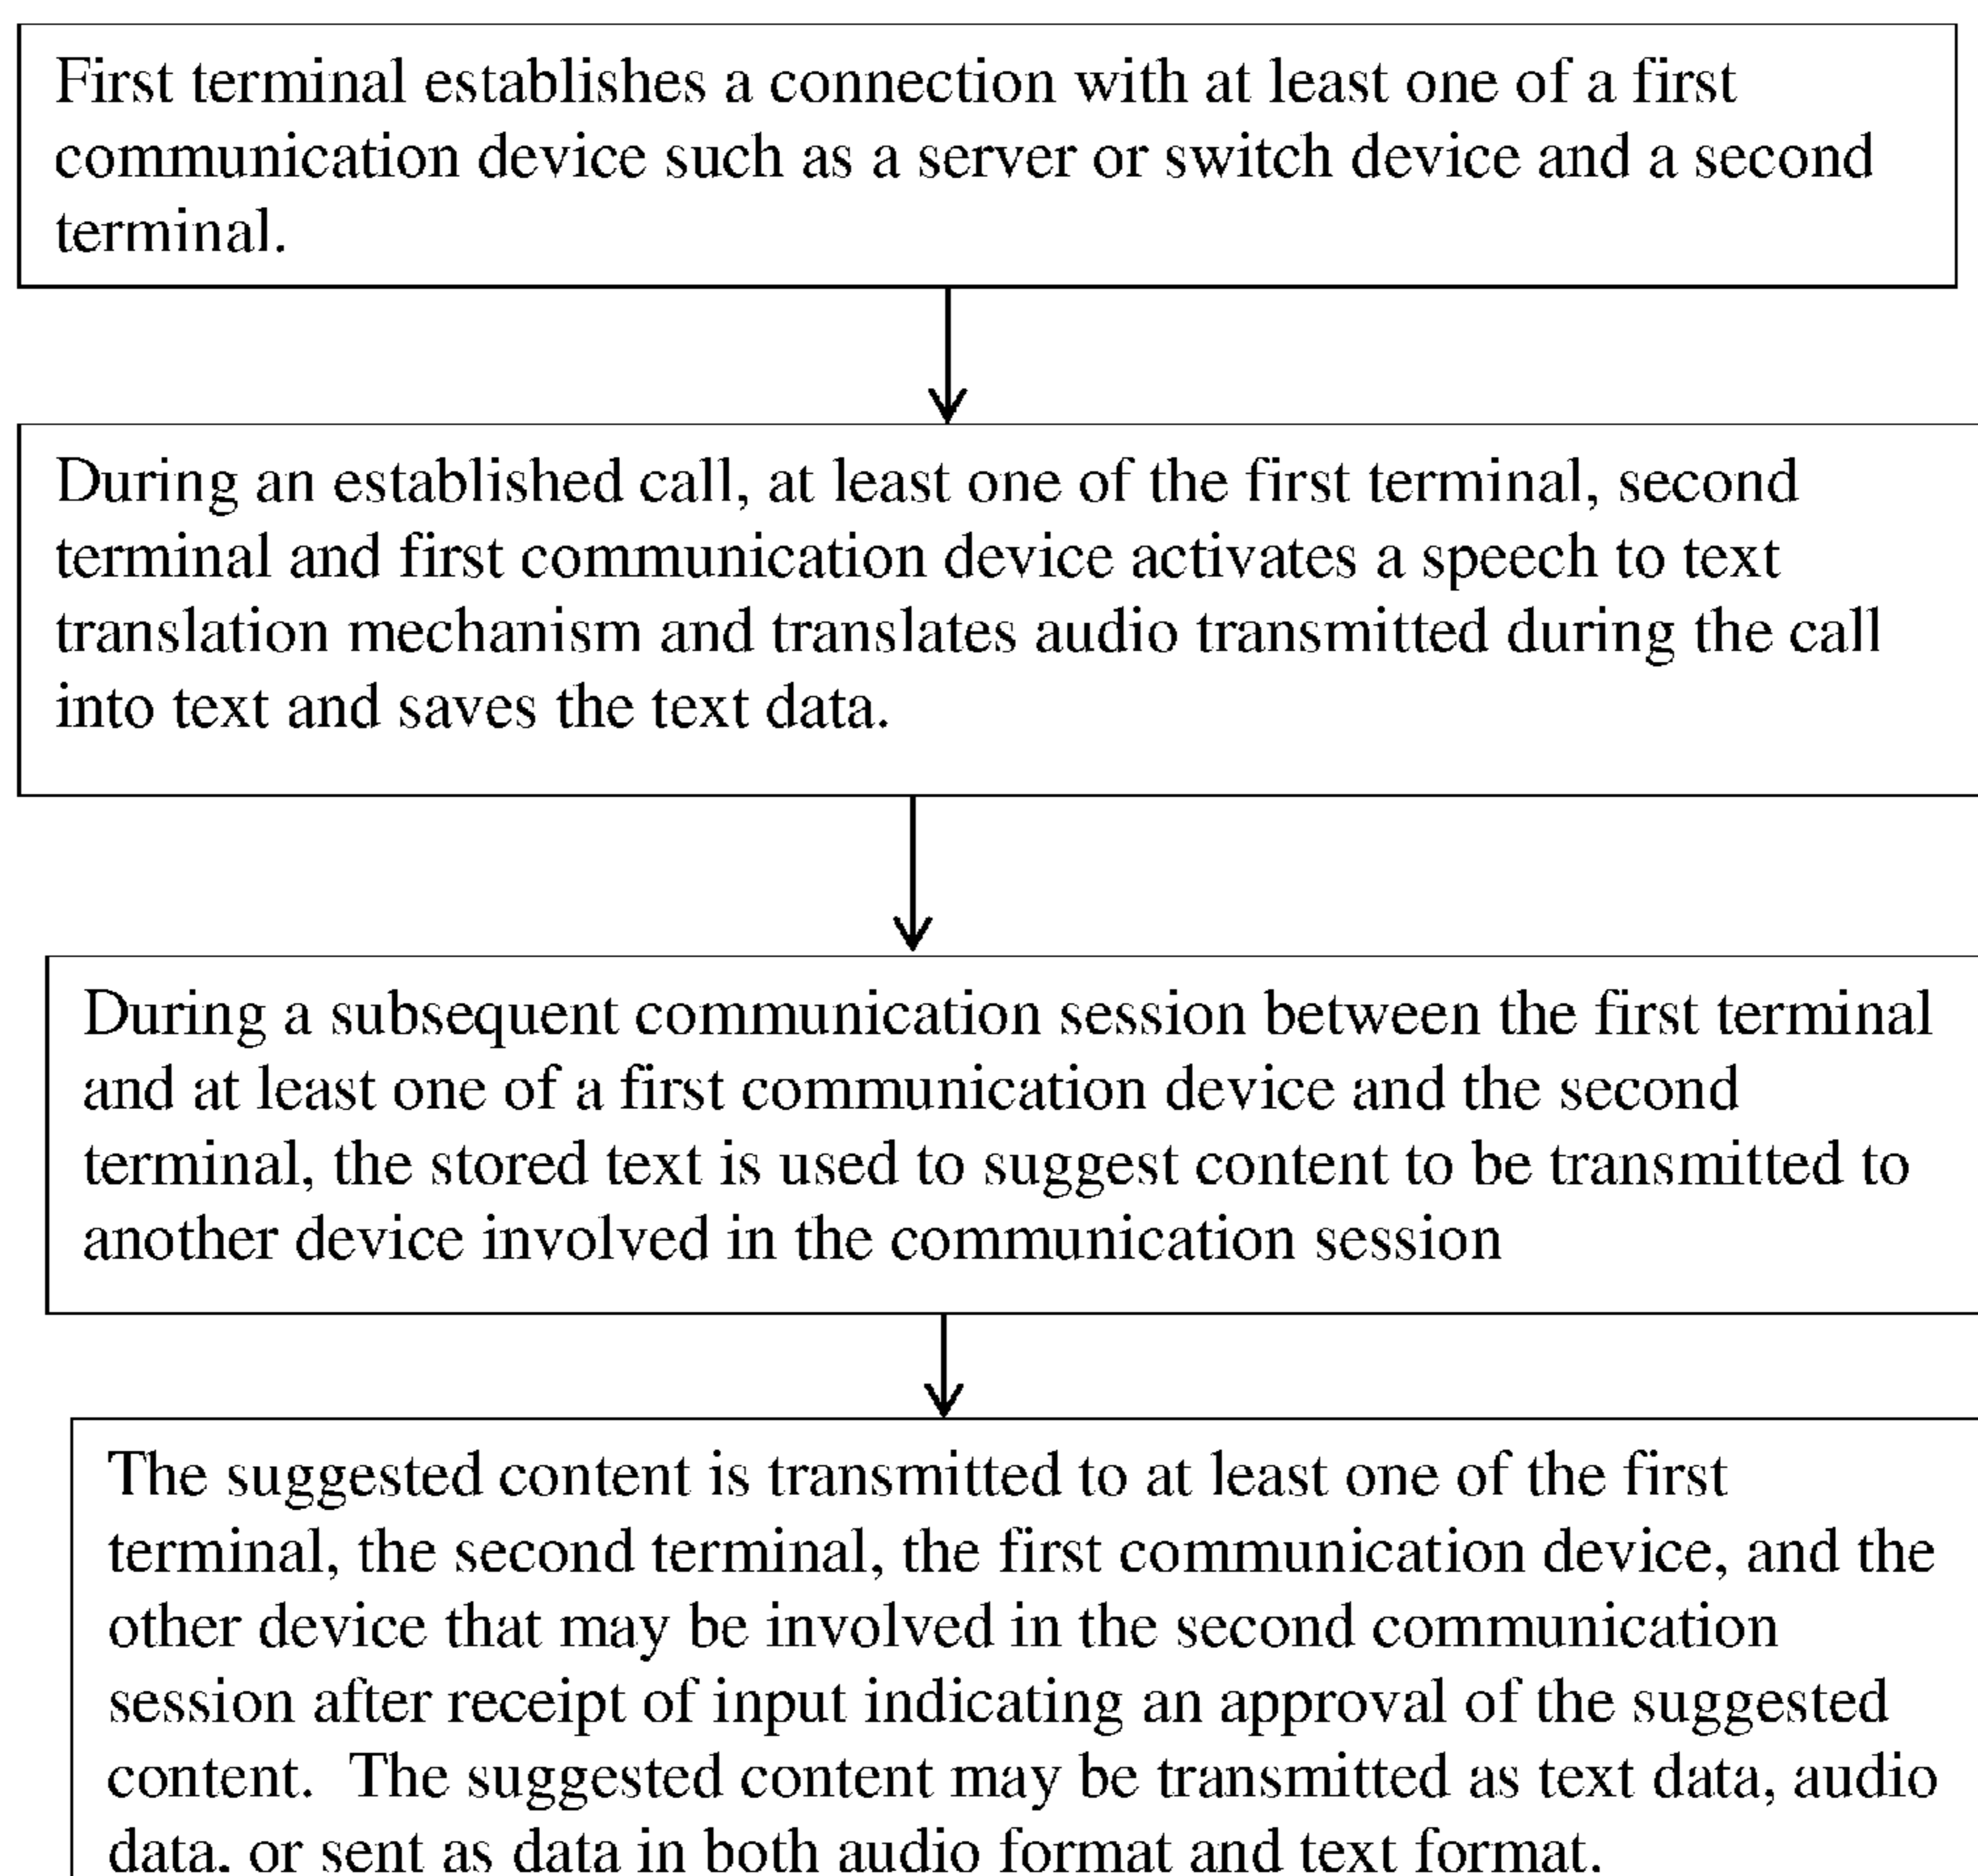 First terminal establishes a connection with at least one of a first
communication device such as a server or switch device and a second
terminal.
During an established call, at least one of the first terminal, second
terminal and first communication device activates a speech to text
translation mechanism and translates audio transmitted during the call
into text and saves the text data.
During a subsequent communication session between the first terminal
and at least one of a first communication device and the second
terminal, the stored text is used to suggest content to be transmitted to
another device involved in the communication session
The suggested content is transmitted to at least one of the first
terminal, the second terminal, the first communication device, and the
other device that may be involved in the second communication
session after receipt of input indicating an approval of the suggested
content.  The suggested content may be transmitted as text data, audio
data, or sent as data in both audio format and text format.